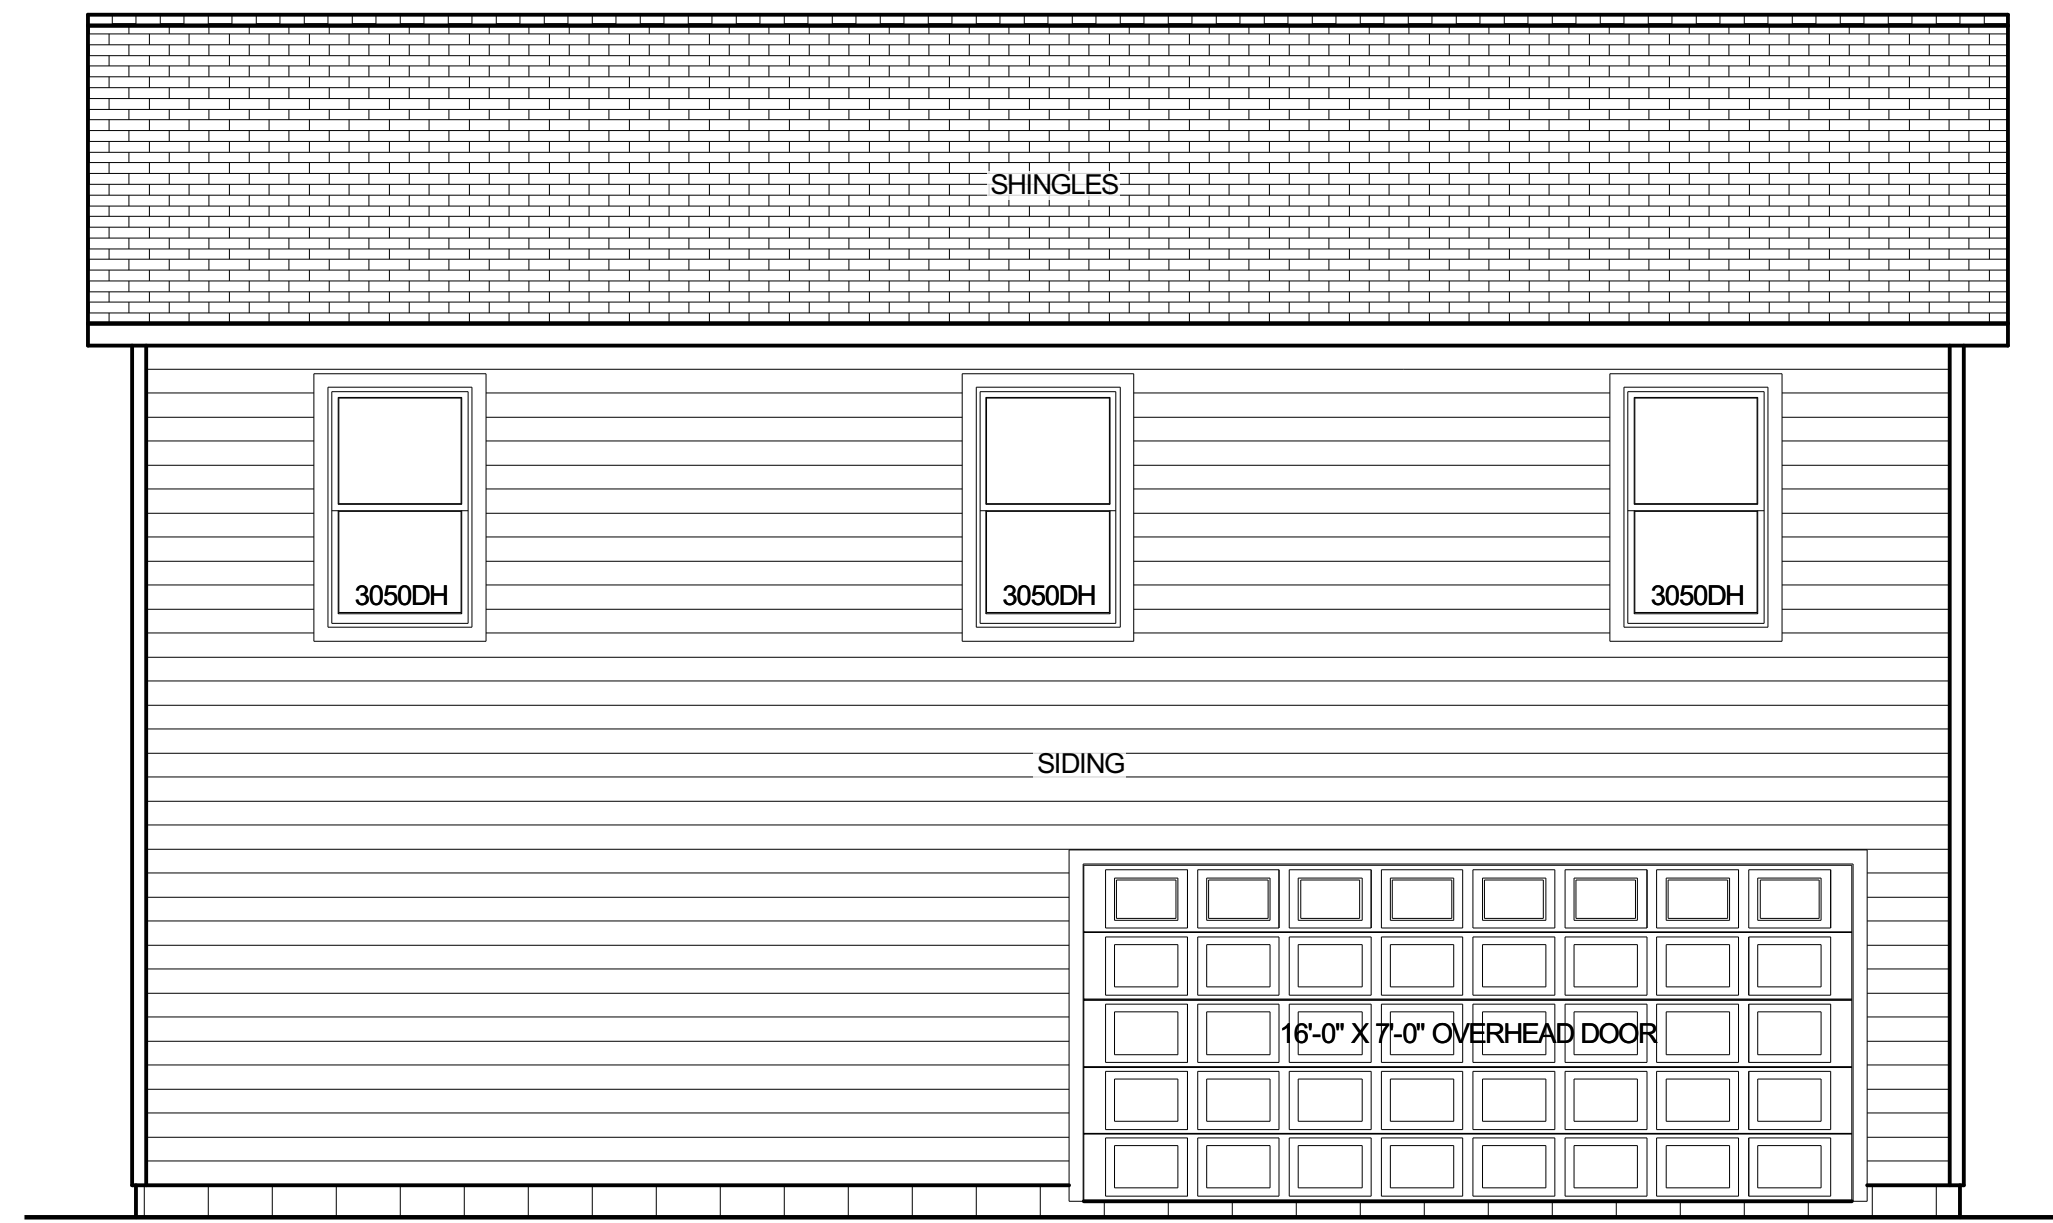 SHINGLES
3050DH
3050DH
3050DH
SIDING
16'-0" X 7'-0" OVERHEAD DOOR